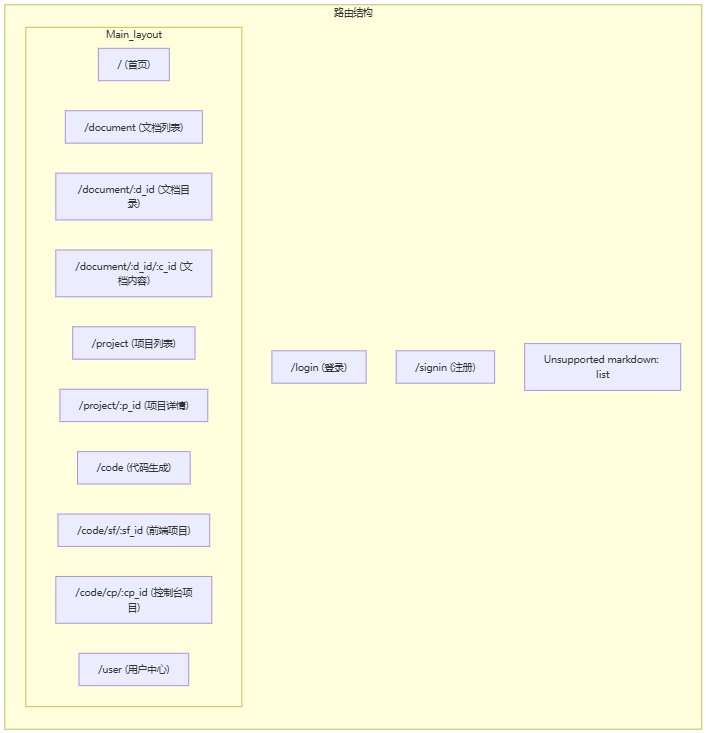 路由结构
Main_layout
/ (首页)
/document (文档列表)
/document/:d_id (文档目
录)
/document/:d_id/:c_id (文
档内容)
/project (项目列表)
/project/:p_id (项目详情)
/code (代码生成)
/code/sf/:sf_id (前端项目)
/code/cp/:cp_id (控制台项
目)
/user (用户中心)
/login (登录)
/signin (注册)
Unsupported markdown:
list